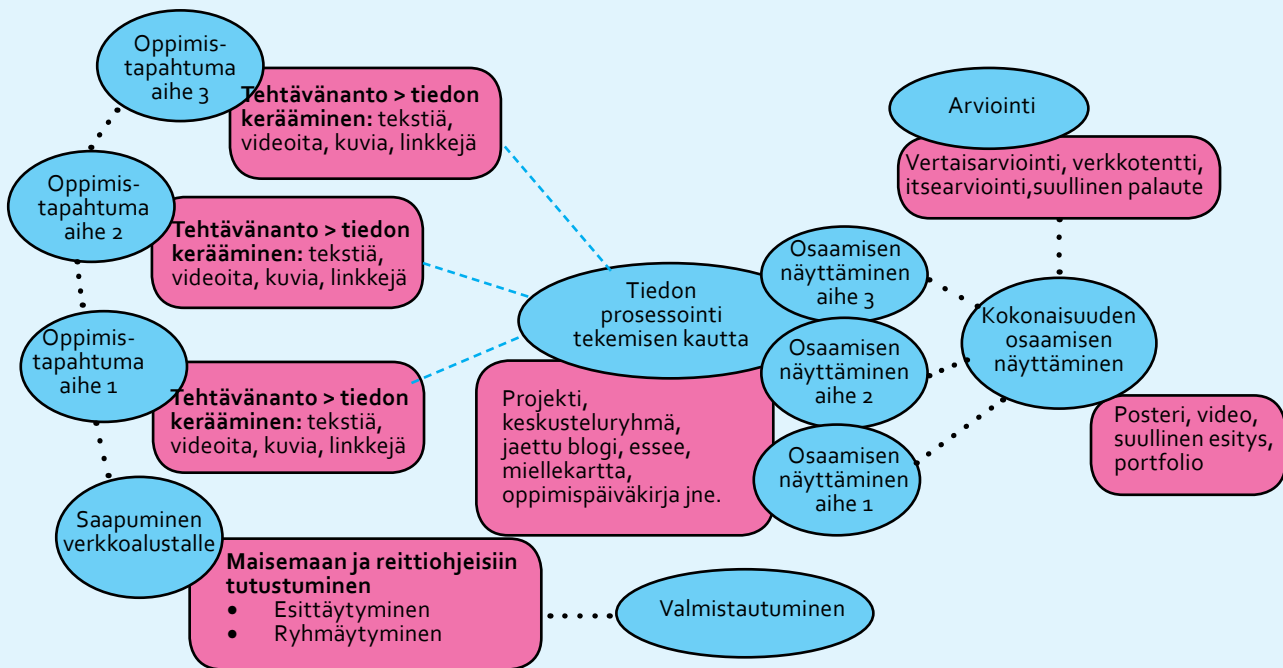 Oppimis-
tapahtuma
aihe 3
Tehtävänanto > tiedon
kerääminen: tekstiä,
videoita, kuvia, linkkejä
Oppimis-
tapahtuma
aihe 2
Tehtävänanto > tiedon
kerääminen: tekstiä,
videoita, kuvia, linkkejä
Oppimis-
tapahtuma
aihe 1
Tehtävänanto > tiedon
kerääminen: tekstiä,
videoita, kuvia, linkkejä
Saapuminen
verkkoalustalle
Maisemaan ja reittiohjeisiin
tutustuminen
• Esittäytyminen
• Ryhmäytyminen
Valmistautuminen
Tiedon
prosessointi
tekemisen kautta
Projekti,
keskusteluryhmä,
jaettu blogi, essee,
miellekartta,
oppimispäiväkirja jne.
Osaamisen
näyttäminen
aihe 3
Osaamisen
näyttäminen
aihe 2
Osaamisen
näyttäminen
aihe 1
Arviointi
Vertaisarviointi, verkkotentti,
itsearviointi,suullinen palaute
Kokonaisuuden
osaamisen
näyttäminen
Posteri, video,
suullinen esitys,
portfolio